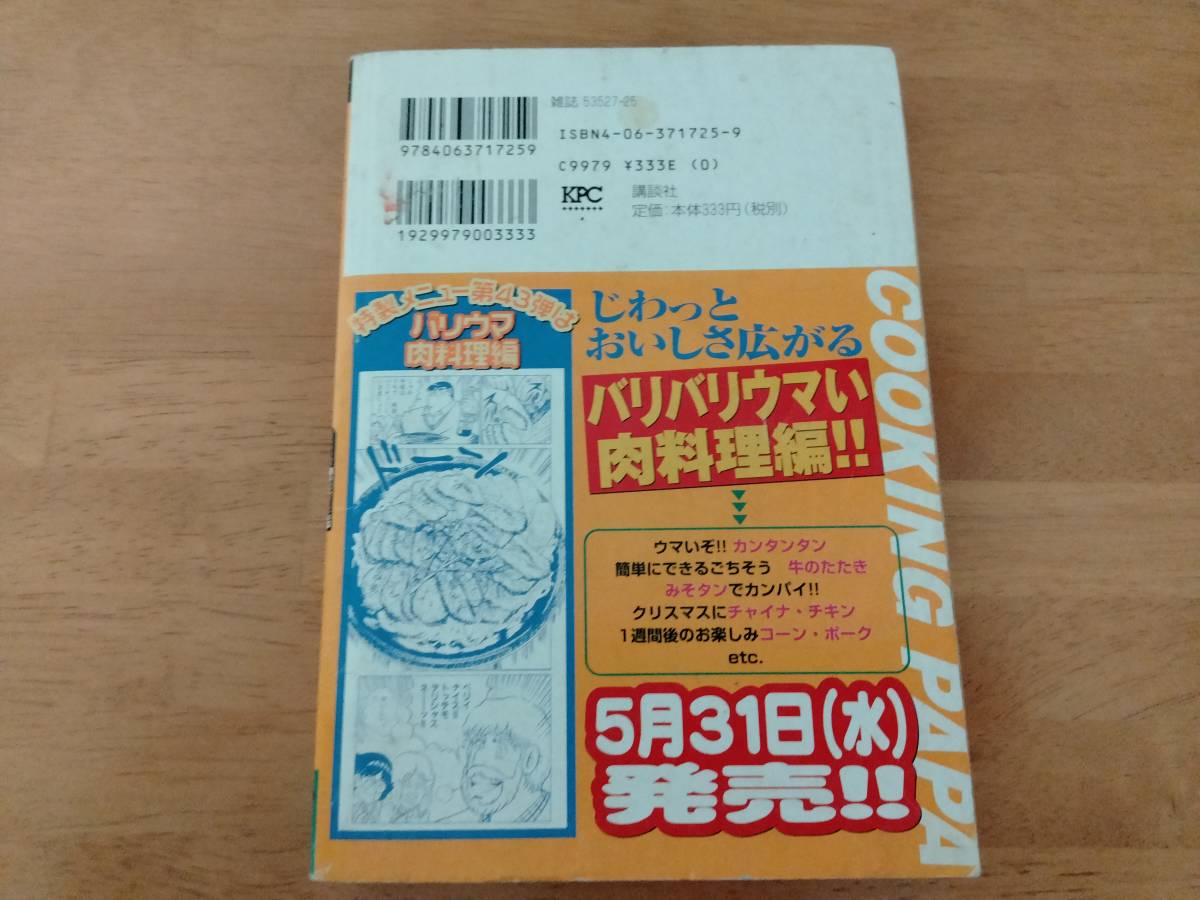 雑誌 53527-25
ISBN4-06-371725-9
9784063717259
C9979 ¥333E (0)
KPC
講談社
定価:本体333円(税別)
1929979003333
特製メニュー第43弾は
バリウマ
肉料理編
ドーン
じわっと
おいしさ広がる
バリバリウマい
肉料理編!!
ウマいぞ!! カンタンタン
簡単にできるごちそう 牛のたたき
みそタンでカンパイ!!
クリスマスにチャイナ・チキン
1週間後のお楽しみコーン・ポーク
etc.
5月31日(水)
発売!!
COOKING PAPA